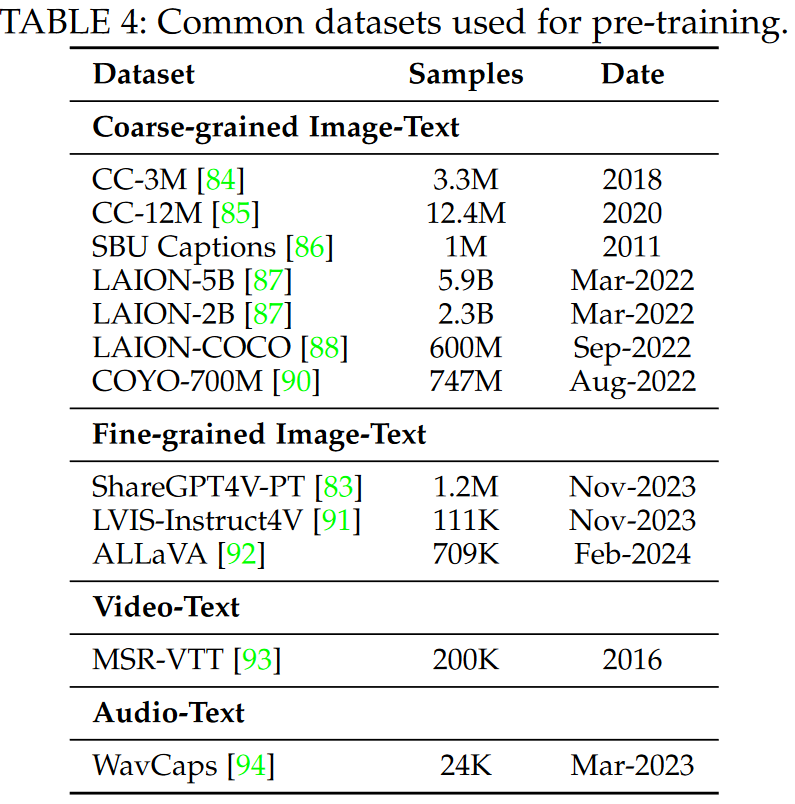 TABLE 4: Common datasets used for pre-training.
Dataset Samples Date
Coarse-grained Image-Text
CC-3M [84] 3.3M 2018
CC-12M [85] 12.4M 2020
SBU Captions [86] 1M 2011
LAION-5B [87] 5.9B Mar-2022
LAION-2B [87] 2.3B Mar-2022
LAION-COCO [88] 600M Sep-2022
COYO-700M [90] 747M Aug-2022
Fine-grained Image-Text
ShareGPT4V-PT [83] 1.2M Nov-2023
LVIS-Instruct4V [91] 111K Nov-2023
ALLaVA [92] 709K Feb-2024
Video-Text
MSR-VTT [93] 200K 2016
Audio-Text
WavCaps [94] 24K Mar-2023